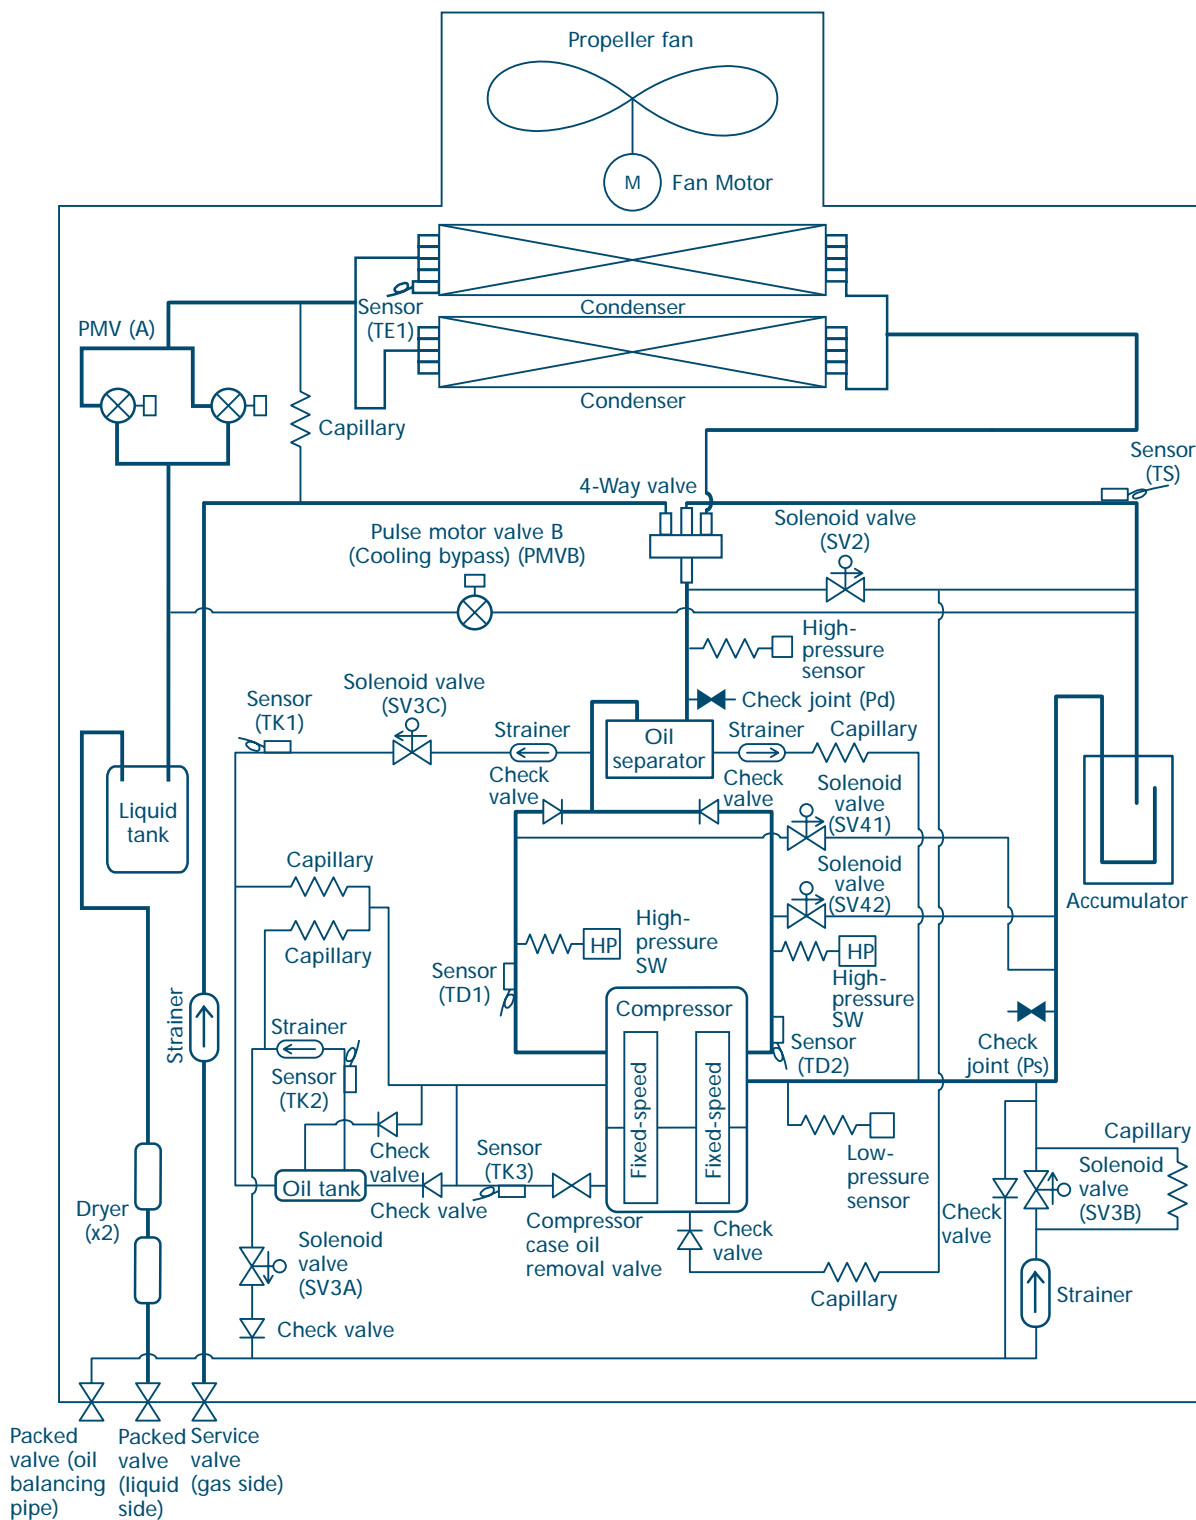 Propeller fan
M
Fan Motor
Sensor
(TE1)
Condenser
PMV (A)
Condenser
Capillary
Sensor
(TS)
4-Way valve
Solenoid valve
(SV2)
Pulse motor valve B
(Cooling bypass) (PMVB)
High-
pressure
sensor
Solenoid valve
(SV3C)
Sensor
(TK1)
Check joint (Pd)
Strainer
Oil
separator
Strainer
Capillary
Check
valve
Check
valve
Solenoid
valve
(SV41)
Liquid
tank
Capillary
Solenoid
valve
(SV42)
Accumulator
Capillary
HP
High-
pressure
SW
HP
High-
pressure
SW
Sensor
(TD1)
Compressor
Fixed-speed
Fixed-speed
Strainer
Strainer
Sensor
(TK2)
Sensor
(TD2)
Check
joint (Ps)
Check
valve
Sensor
(TK3)
Oil tank
Check valve
Low-
pressure
sensor
Capillary
Solenoid
valve
(SV3B)
Check
valve
Dryer
(x2)
Compressor
case oil
removal valve
Check
valve
Solenoid
valve
(SV3A)
Capillary
Strainer
Check valve
Packed
valve (oil
balancing
pipe)
Packed
valve
(liquid
side)
Service
valve
(gas side)